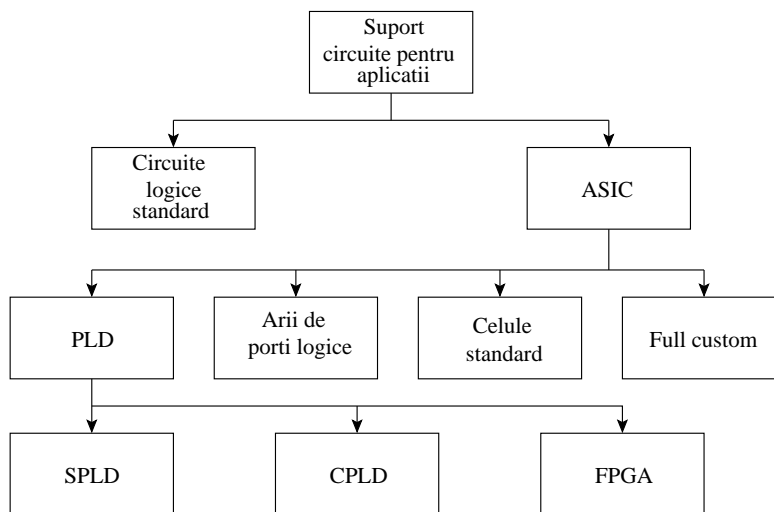 Suport
circuite pentru
aplicatii
Circuite
logice
standard
ASIC
PLD
Arii de
porti logice
Celule
standard
Full custom
SPLD
CPLD
FPGA